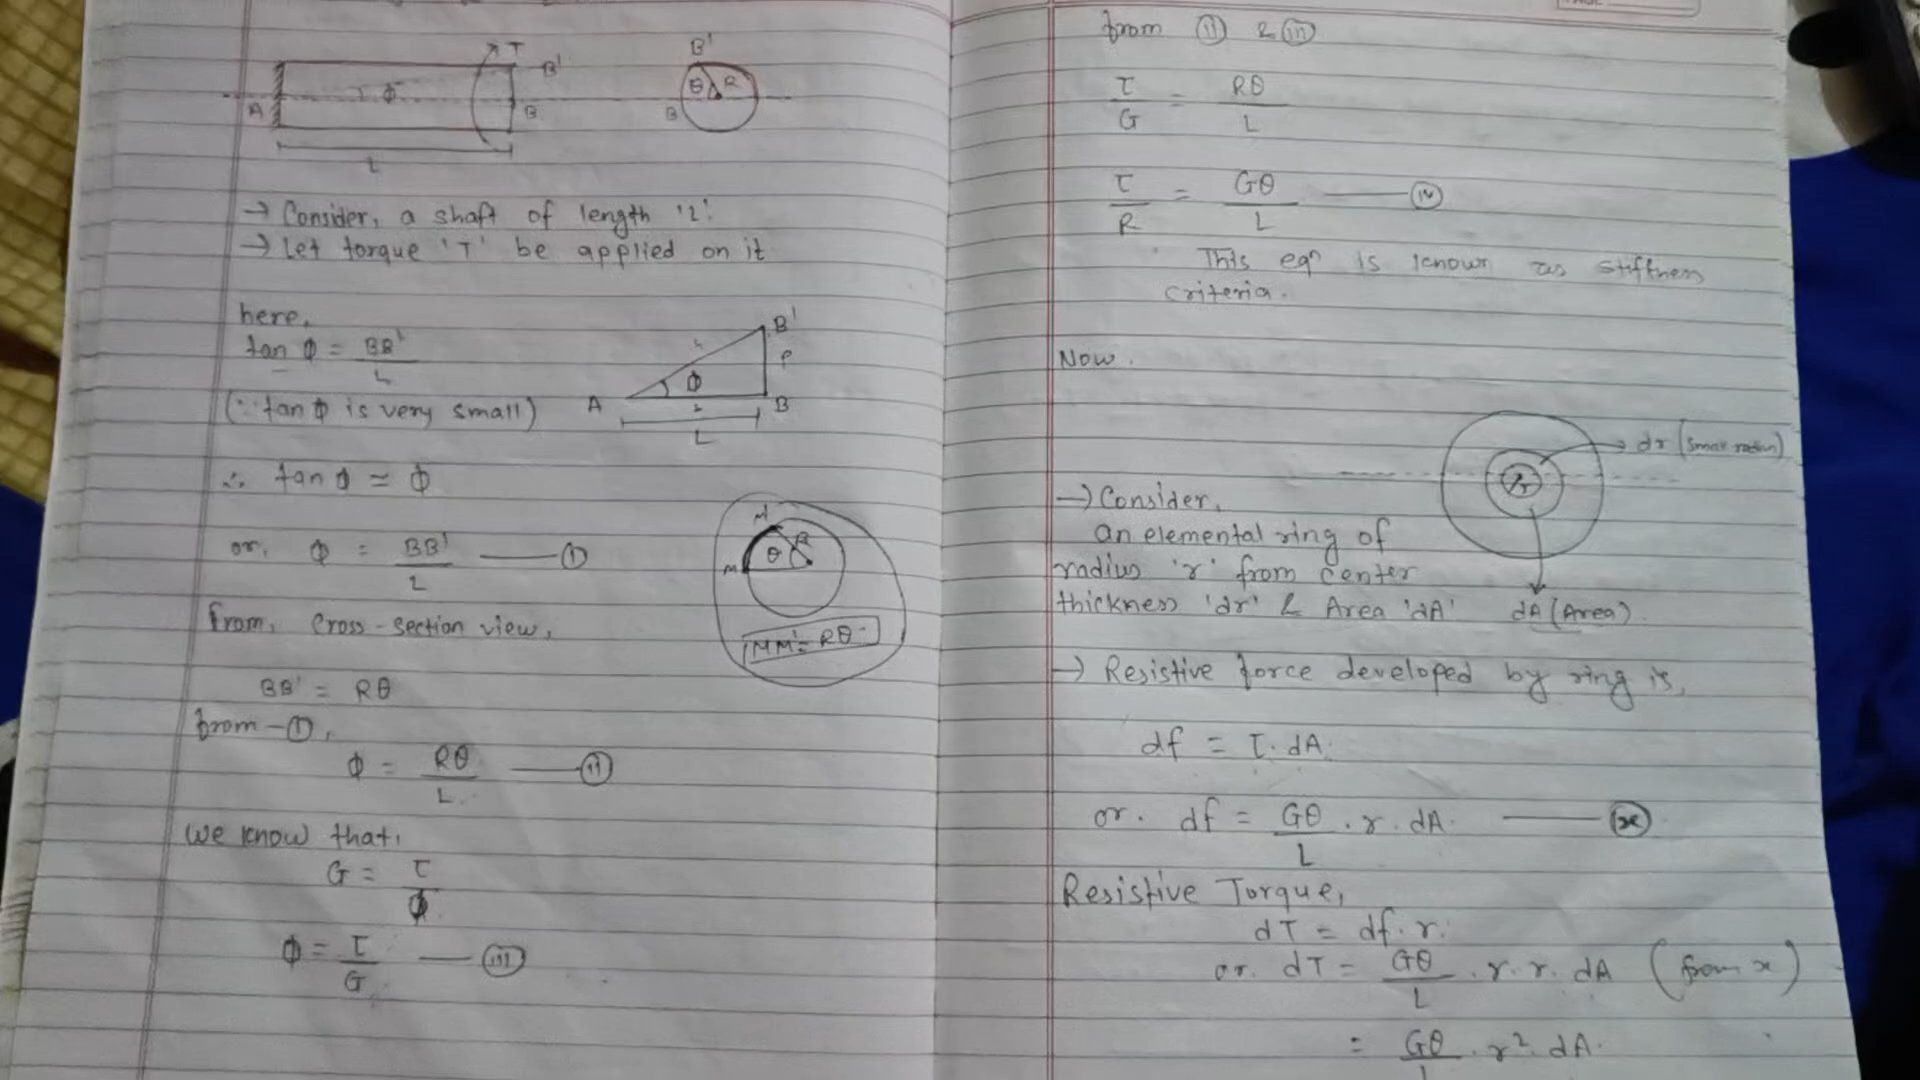 T
B'
B'
A
φ
B
B
θ
R
L
→ Consider, a shaft of length 'L'.
→ Let torque 'T' be applied on it
here,
tan φ = BB'
L
(∵ tan φ is very small)
A
φ
B'
P
B
L
∴ tan φ ≃ φ
or, φ = BB' —— (i)
L
M'
M
θ
R
MM' = Rθ
from, cross-section view,
BB' = Rθ
from - (i),
φ = Rθ —— (ii)
L
We know that,
G = τ
φ
φ = τ —— (iii)
G
from (ii) & (iii)
τ = Rθ
G L
τ = Gθ —— (iv)
R L
This eqn is known as stiffness
criteria.
Now.
dr (small radius)
r
→ Consider,
An elemental ring of
radius 'r' from center
thickness 'dr' & Area 'dA'
dA (Area)
→ Resistive force developed by ring is,
df = τ. dA.
or. df = Gθ . r. dA. —— (x)
L
Resistive Torque,
dT = df. r.
or. dT = Gθ . r. r. dA (from x)
L
= Gθ . r². dA.
L